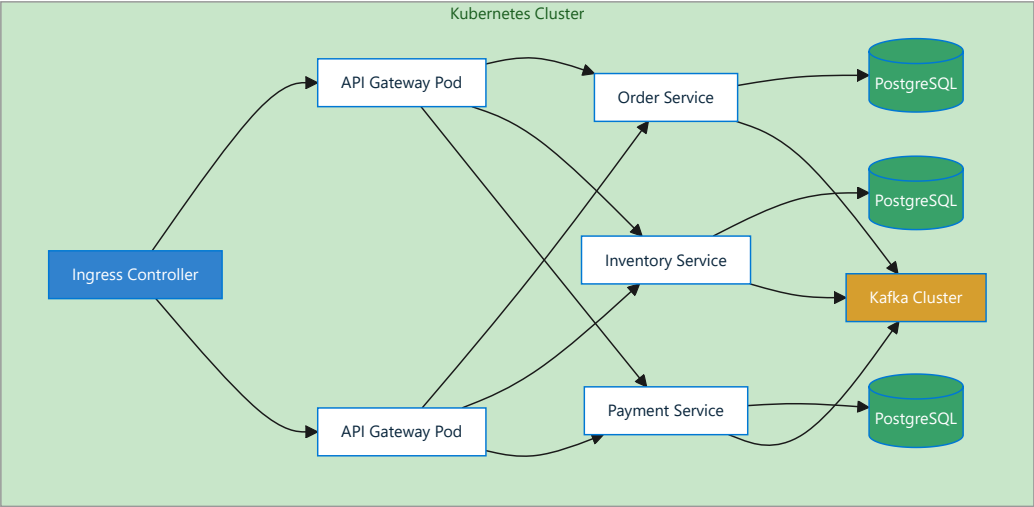 Kubernetes Cluster
API Gateway Pod
Order Service
PostgreSQL
PostgreSQL
Ingress Controller
Inventory Service
Kafka Cluster
API Gateway Pod
Payment Service
PostgreSQL